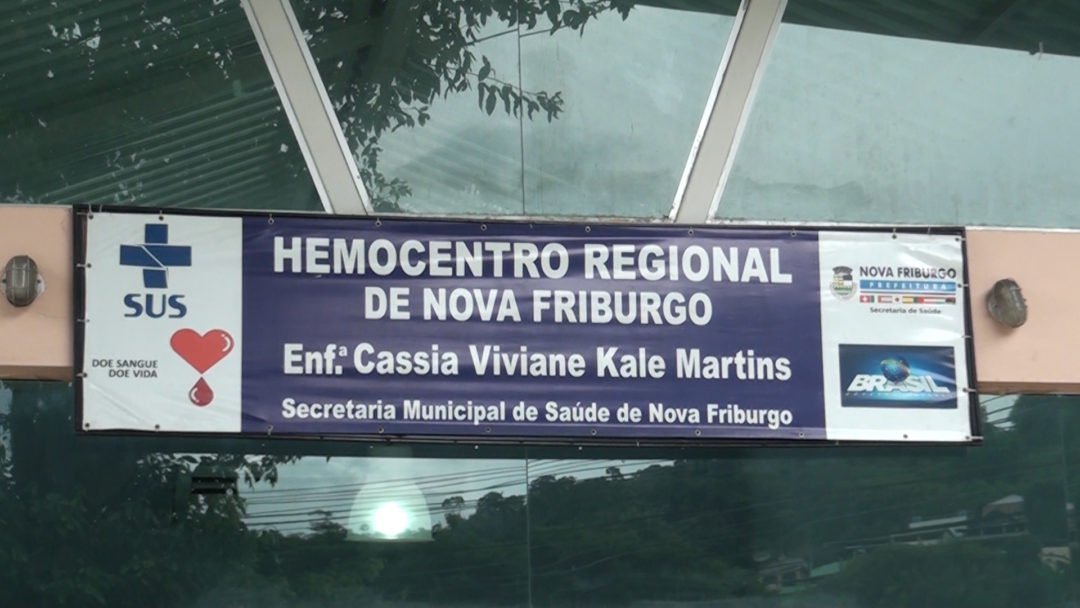 SUS
DOE SANGUE
DOE VIDA
HEMOCENTRO REGIONAL
DE NOVA FRIBURGO
Enf.ª Cassia Viviane Kale Martins
Secretaria Municipal de Saúde de Nova Friburgo
NOVA FRIBURGO
PREFEITURA
Secretaria de Saúde
BRASIL